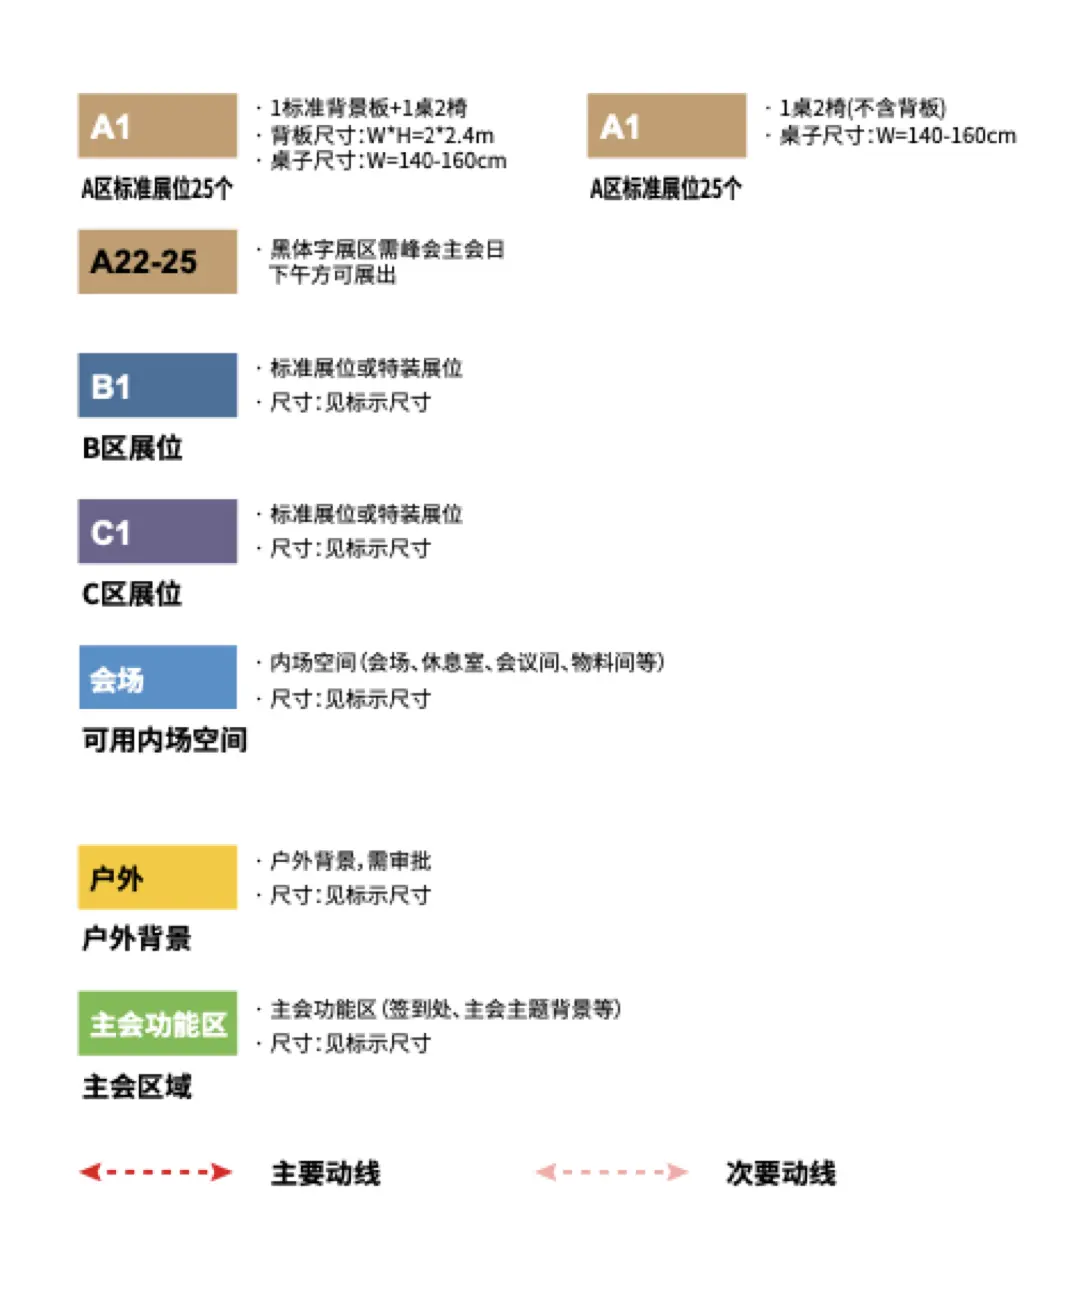 A1
· 1标准背景板+1桌2椅
· 背板尺寸：W*H=2*2.4m
· 桌子尺寸：W=140-160cm
A区标准展位25个
A1
· 1桌2椅(不含背板)
· 桌子尺寸：W=140-160cm
A区标准展位25个
A22-25
· 黑体字展区需峰会主会日
下午方可展出
B1
· 标准展位或特装展位
· 尺寸：见标示尺寸
B区展位
C1
· 标准展位或特装展位
· 尺寸：见标示尺寸
C区展位
会场
· 内场空间（会场、休息室、会议间、物料间等）
· 尺寸：见标示尺寸
可用内场空间
户外
· 户外背景，需审批
· 尺寸：见标示尺寸
户外背景
主会功能区
· 主会功能区（签到处、主会主题背景等）
· 尺寸：见标示尺寸
主会区域
主要动线
次要动线